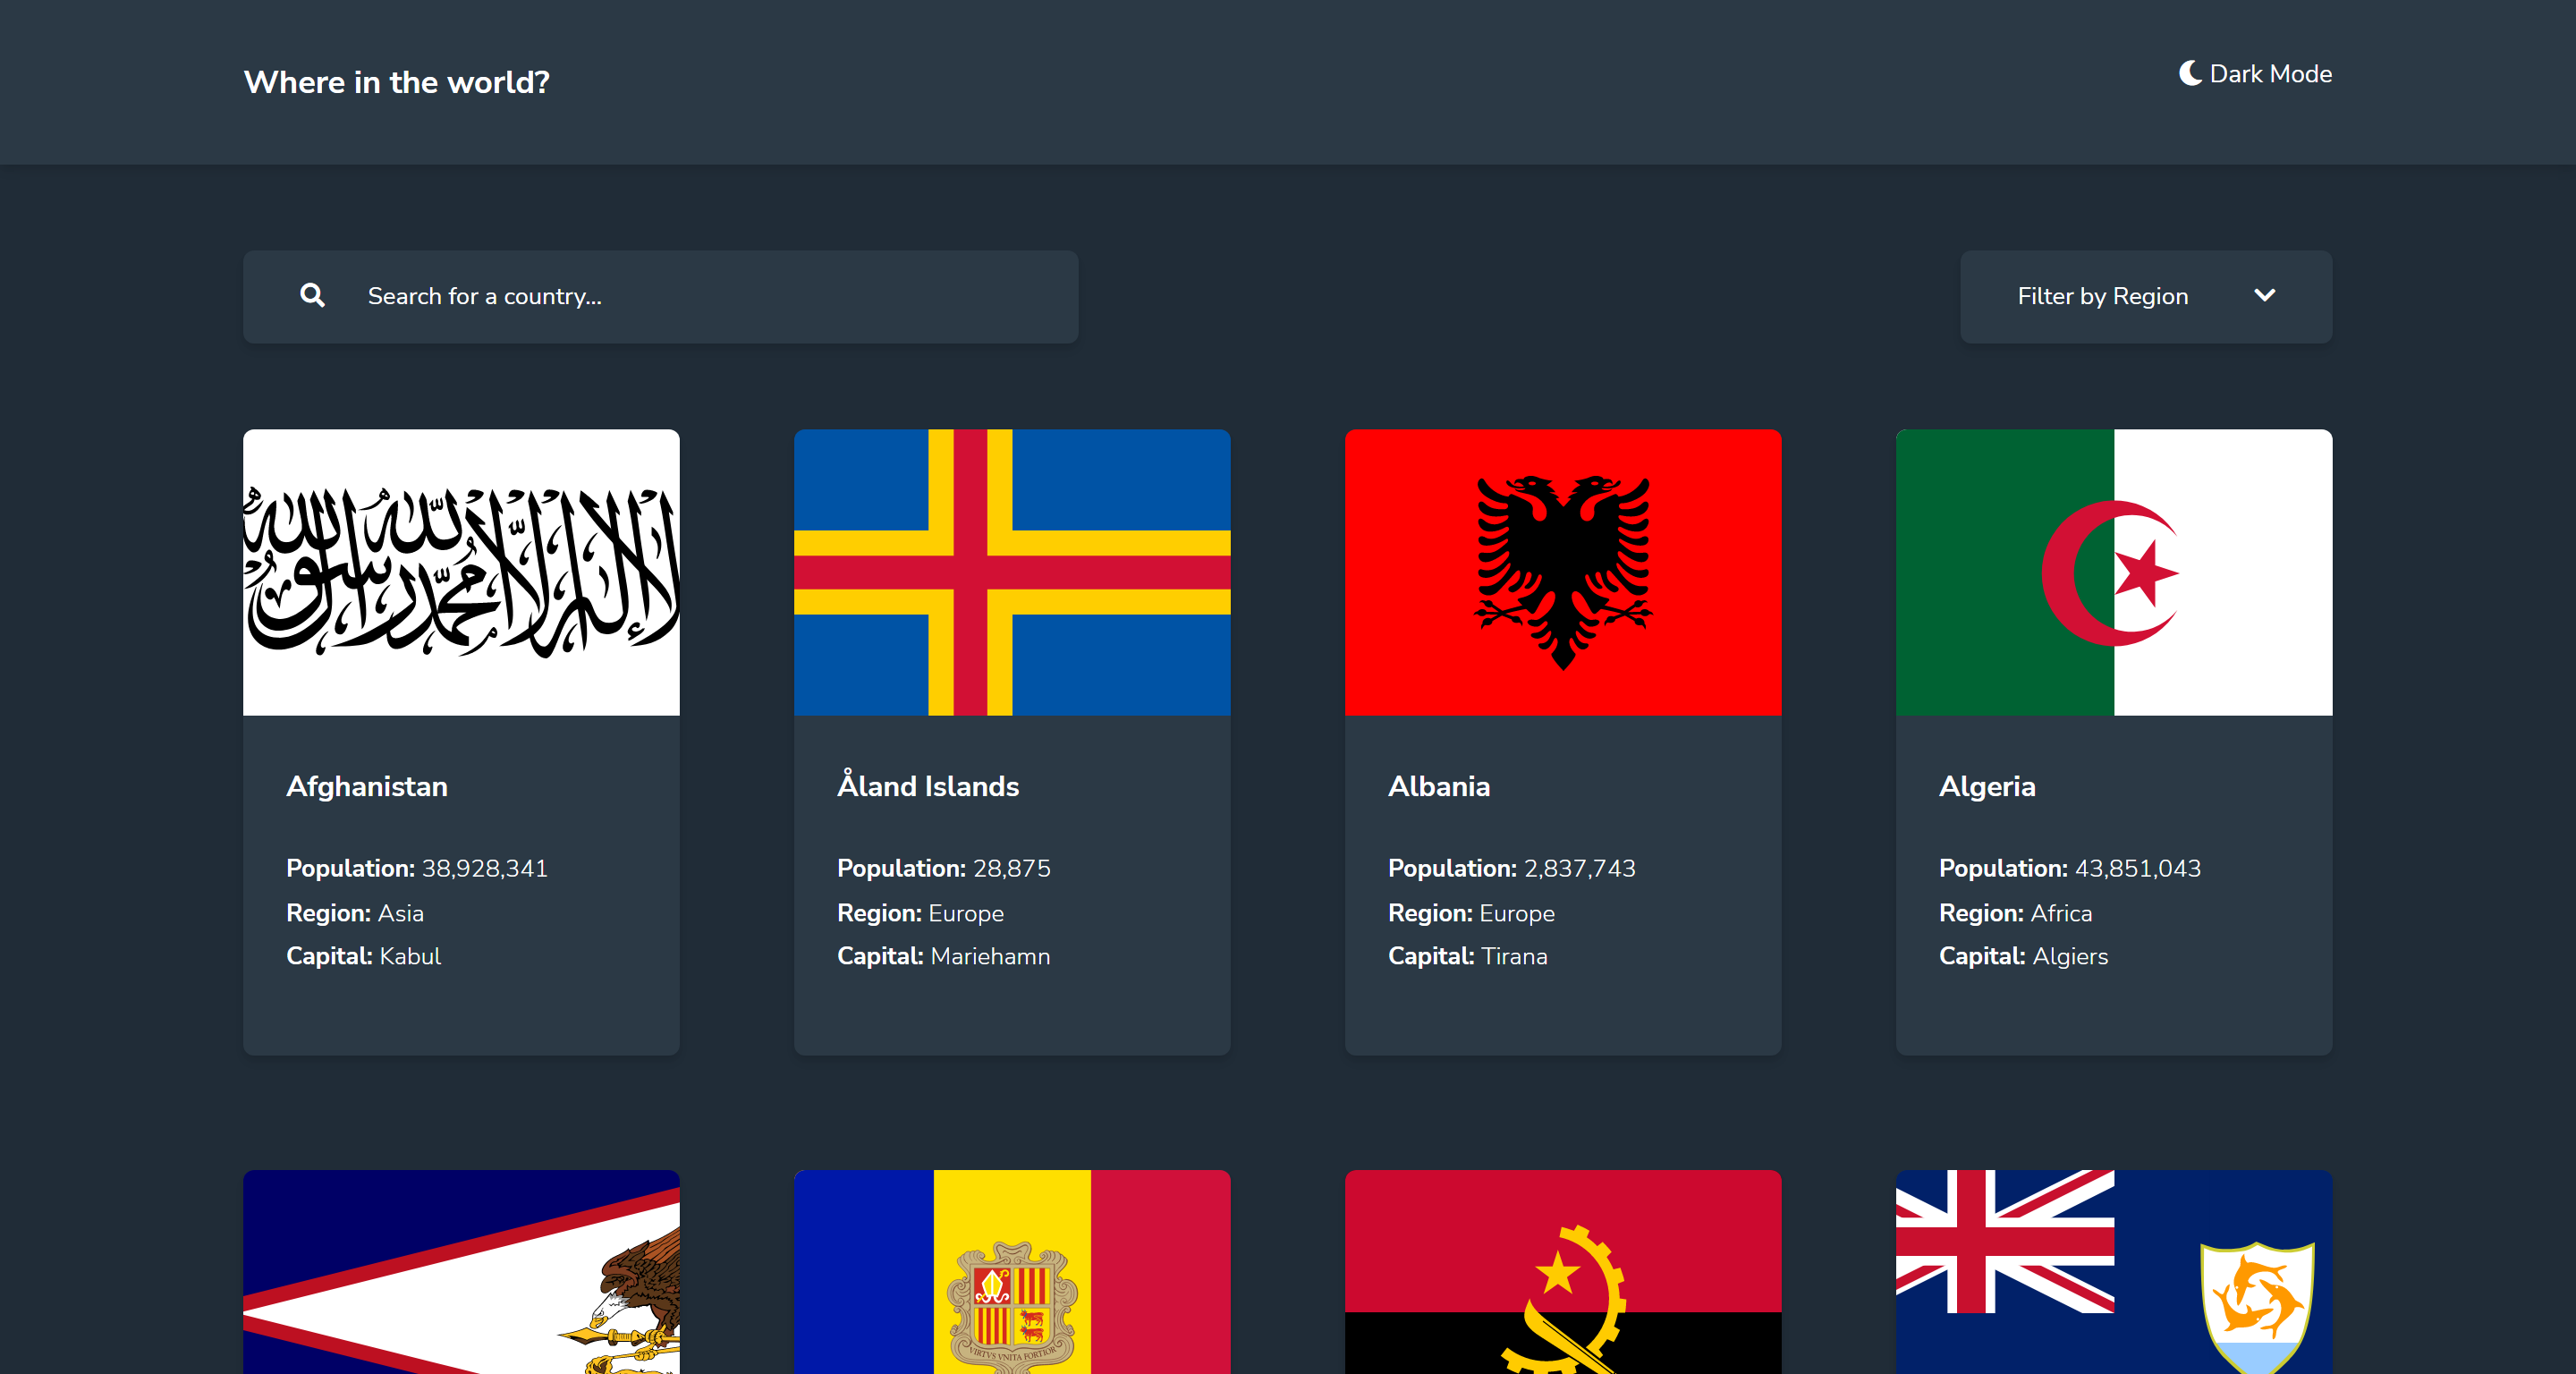 Where in the world?
Dark Mode
Search for a country...
Filter by Region
لا إله إلا الله محمد رسول الله
Afghanistan
Population: 38,928,341
Region: Asia
Capital: Kabul
Åland Islands
Population: 28,875
Region: Europe
Capital: Mariehamn
Albania
Population: 2,837,743
Region: Europe
Capital: Tirana
Algeria
Population: 43,851,043
Region: Africa
Capital: Algiers
VIRTVS VNITA FORTIOR